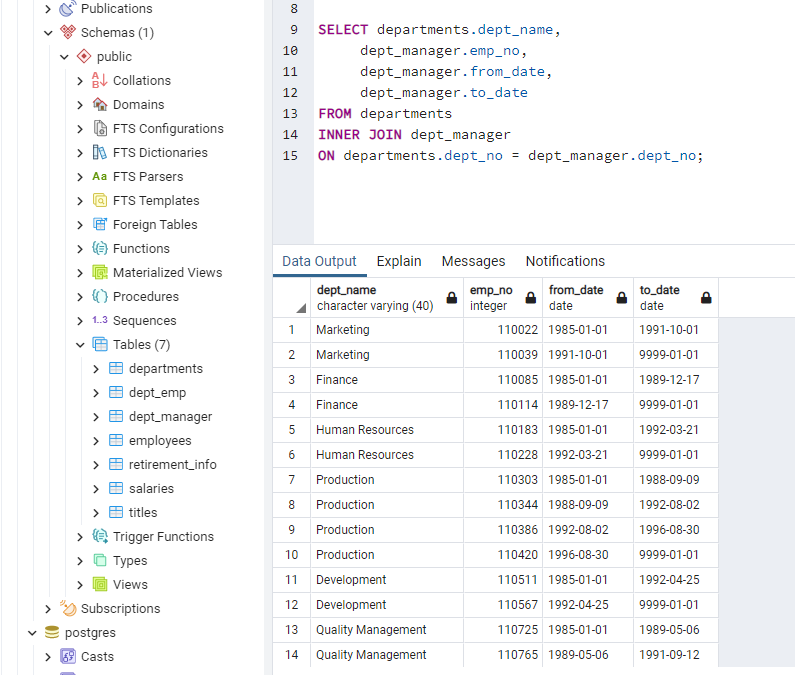 Publications
Schemas (1)
public
Collations
Domains
FTS Configurations
FTS Dictionaries
Aa FTS Parsers
FTS Templates
Foreign Tables
Functions
Materialized Views
Procedures
1..3 Sequences
Tables (7)
departments
dept_emp
dept_manager
employees
retirement_info
salaries
titles
Trigger Functions
Types
Views
Subscriptions
postgres
Casts
8
9 SELECT departments.dept_name,
10 dept_manager.emp_no,
11 dept_manager.from_date,
12 dept_manager.to_date
13 FROM departments
14 INNER JOIN dept_manager
15 ON departments.dept_no = dept_manager.dept_no;
Data Output Explain Messages Notifications
dept_name emp_no from_date to_date
character varying (40) integer date date
1 Marketing 110022 1985-01-01 1991-10-01
2 Marketing 110039 1991-10-01 9999-01-01
3 Finance 110085 1985-01-01 1989-12-17
4 Finance 110114 1989-12-17 9999-01-01
5 Human Resources 110183 1985-01-01 1992-03-21
6 Human Resources 110228 1992-03-21 9999-01-01
7 Production 110303 1985-01-01 1988-09-09
8 Production 110344 1988-09-09 1992-08-02
9 Production 110386 1992-08-02 1996-08-30
10 Production 110420 1996-08-30 9999-01-01
11 Development 110511 1985-01-01 1992-04-25
12 Development 110567 1992-04-25 9999-01-01
13 Quality Management 110725 1985-01-01 1989-05-06
14 Quality Management 110765 1989-05-06 1991-09-12